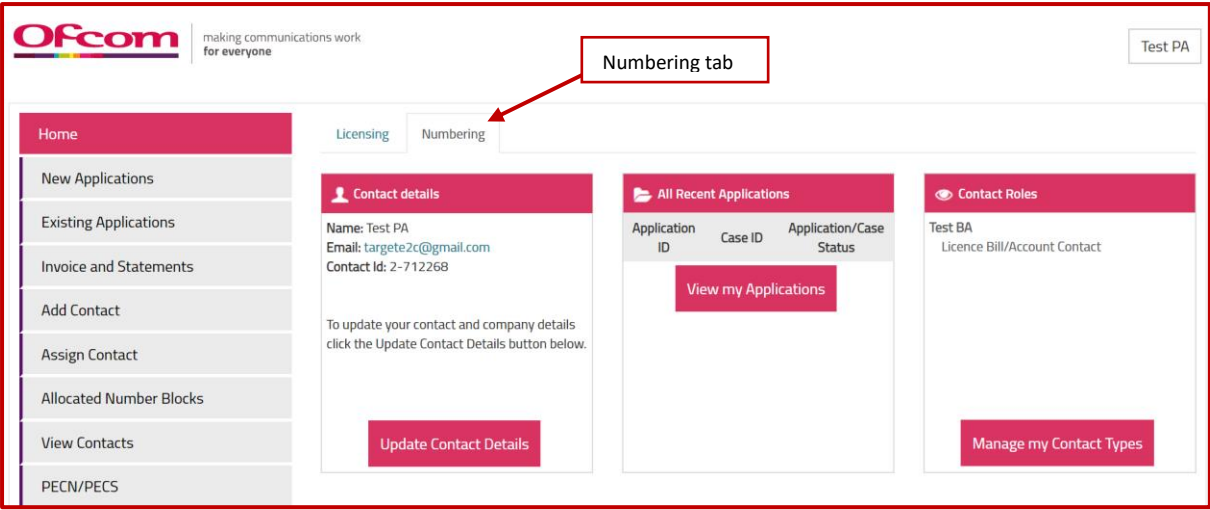 Ofcom
making communications work
for everyone
Numbering tab
Test PA
Home
New Applications
Existing Applications
Invoice and Statements
Add Contact
Assign Contact
Allocated Number Blocks
View Contacts
PECN/PECS
Licensing
Numbering
Contact details
Name: Test PA
Email: targete2c@gmail.com
Contact Id: 2-712268
To update your contact and company details
click the Update Contact Details button below.
Update Contact Details
All Recent Applications
Application ID
Case ID
Application/Case Status
View my Applications
Contact Roles
Test BA
Licence Bill/Account Contact
Manage my Contact Types